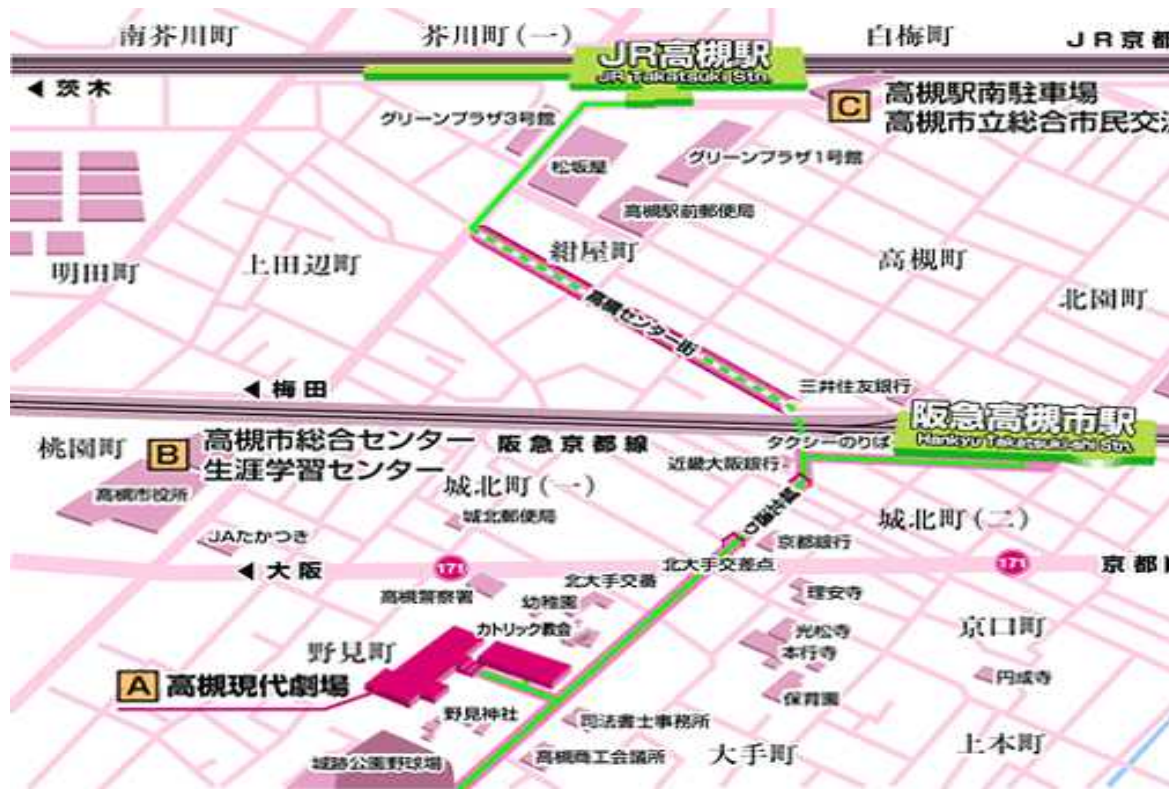 南芥川町
芥川町(一)
JR高槻駅
JR Takatsuki Stn.
白梅町
JR京都
◀ 茨木
C 高槻駅南駐車場
高槻市立総合市民交流
グリーンプラザ3号館
松坂屋
グリーンプラザ1号館
高槻駅前郵便局
明田町
上田辺町
紺屋町
高槻町
北園町
高槻センター街
◀ 梅田
三井住友銀行
阪急高槻市駅
Hankyu Takatsuki-shi Stn.
桃園町
B 高槻市総合センター
生涯学習センター
阪急京都線
タクシーのりば
近畿大阪銀行
高槻市役所
城北町(一)
城北郵便局
城北通り
城北町(二)
JAたかつき
京都銀行
◀ 大阪
171
北大手交差点
171
京都
高槻警察署
北大手交番
幼稚園
理安寺
カトリック教会
光松寺
本行寺
京口町
野見町
円成寺
A 高槻現代劇場
保育園
野見神社
司法書士事務所
城跡公園野球場
高槻商工会議所
大手町
上本町